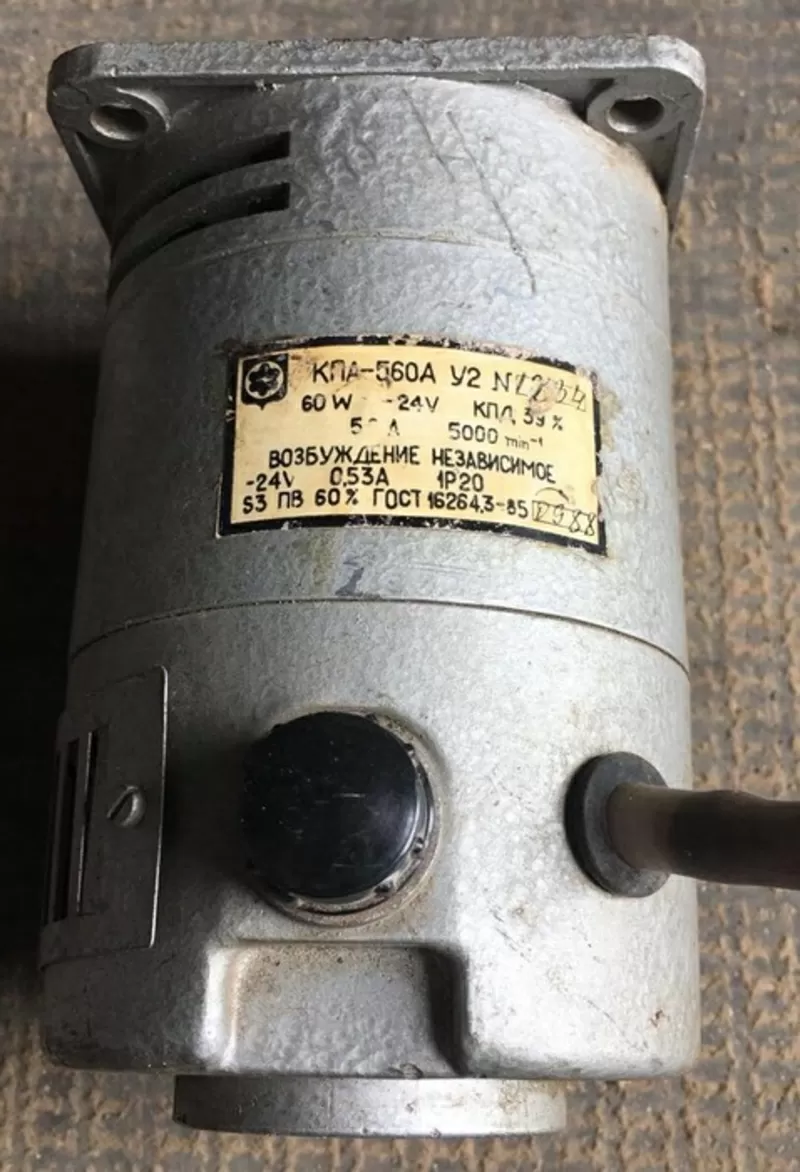 КПА-560А У2 N
60 W -24V КПД 39 %
5 А 5000 min⁻¹
ВОЗБУЖДЕНИЕ НЕЗАВИСИМОЕ
-24V 0,53А IP20
S3 ПВ 60 % ГОСТ 16264.3-85